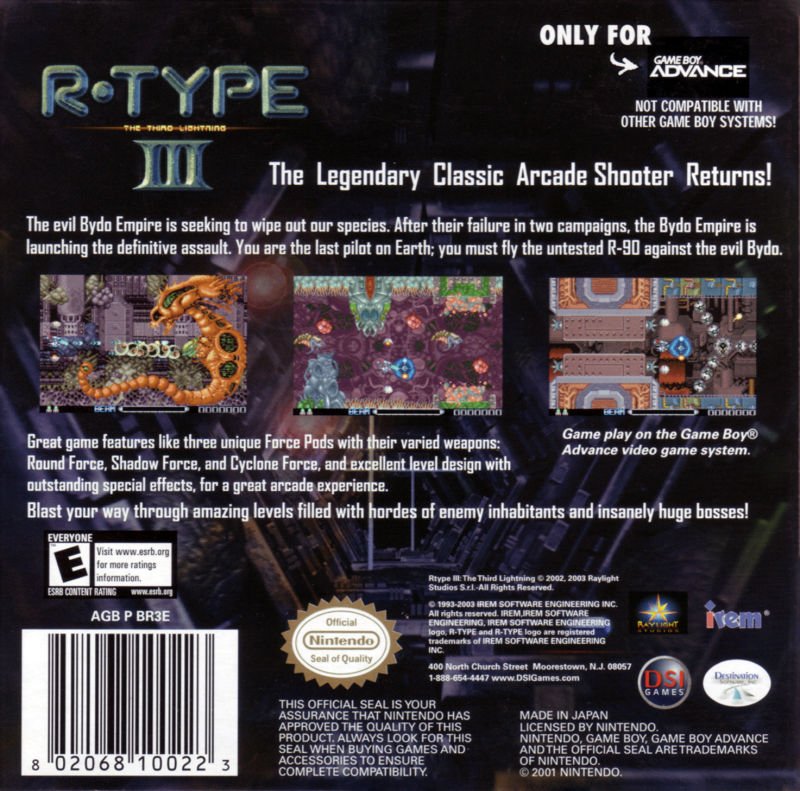 ONLY FOR
GAME BOY
ADVANCE
NOT COMPATIBLE WITH
OTHER GAME BOY SYSTEMS!
R•TYPE
THE THIRD LIGHTNING
III
The Legendary Classic Arcade Shooter Returns!
The evil Bydo Empire is seeking to wipe out our species. After their failure in two campaigns, the Bydo Empire is
launching the definitive assault. You are the last pilot on Earth; you must fly the untested R-90 against the evil Bydo.
BEAM 0000000
BEAM 0000000
BEAM 0000000
Great game features like three unique Force Pods with their varied weapons:
Round Force, Shadow Force, and Cyclone Force, and excellent level design with
outstanding special effects, for a great arcade experience.
Game play on the Game Boy®
Advance video game system.
Blast your way through amazing levels filled with hordes of enemy inhabitants and insanely huge bosses!
EVERYONE
E
Visit www.esrb.org
for more ratings
information.
ESRB CONTENT RATING www.esrb.org
AGB P BR3E
8 02068 10022 3
Official
Nintendo
Seal of Quality
THIS OFFICIAL SEAL IS YOUR
ASSURANCE THAT NINTENDO HAS
APPROVED THE QUALITY OF THIS
PRODUCT. ALWAYS LOOK FOR THIS
SEAL WHEN BUYING GAMES AND
ACCESSORIES TO ENSURE
COMPLETE COMPATIBILITY.
Rtype III: The Third Lightning © 2002, 2003 Raylight
Studios S.r.l.-All Rights Reserved.
© 1993-2003 IREM SOFTWARE ENGINEERING INC.
All rights reserved. IREM,IREM SOFTWARE
ENGINEERING, IREM SOFTWARE ENGINEERING
logo, R-TYPE and R-TYPE logo are registered
trademarks of IREM SOFTWARE ENGINEERING
INC.
400 North Church Street Moorestown, N.J. 08057
1-888-654-4447 www.DSIGames.com
RAYLIGHT
STUDIOS
irem®
DSI
GAMES
DESTINATION
SOFTWARE, INC
MADE IN JAPAN
LICENSED BY NINTENDO.
NINTENDO, GAME BOY, GAME BOY ADVANCE
AND THE OFFICIAL SEAL ARE TRADEMARKS
OF NINTENDO.
© 2001 NINTENDO.